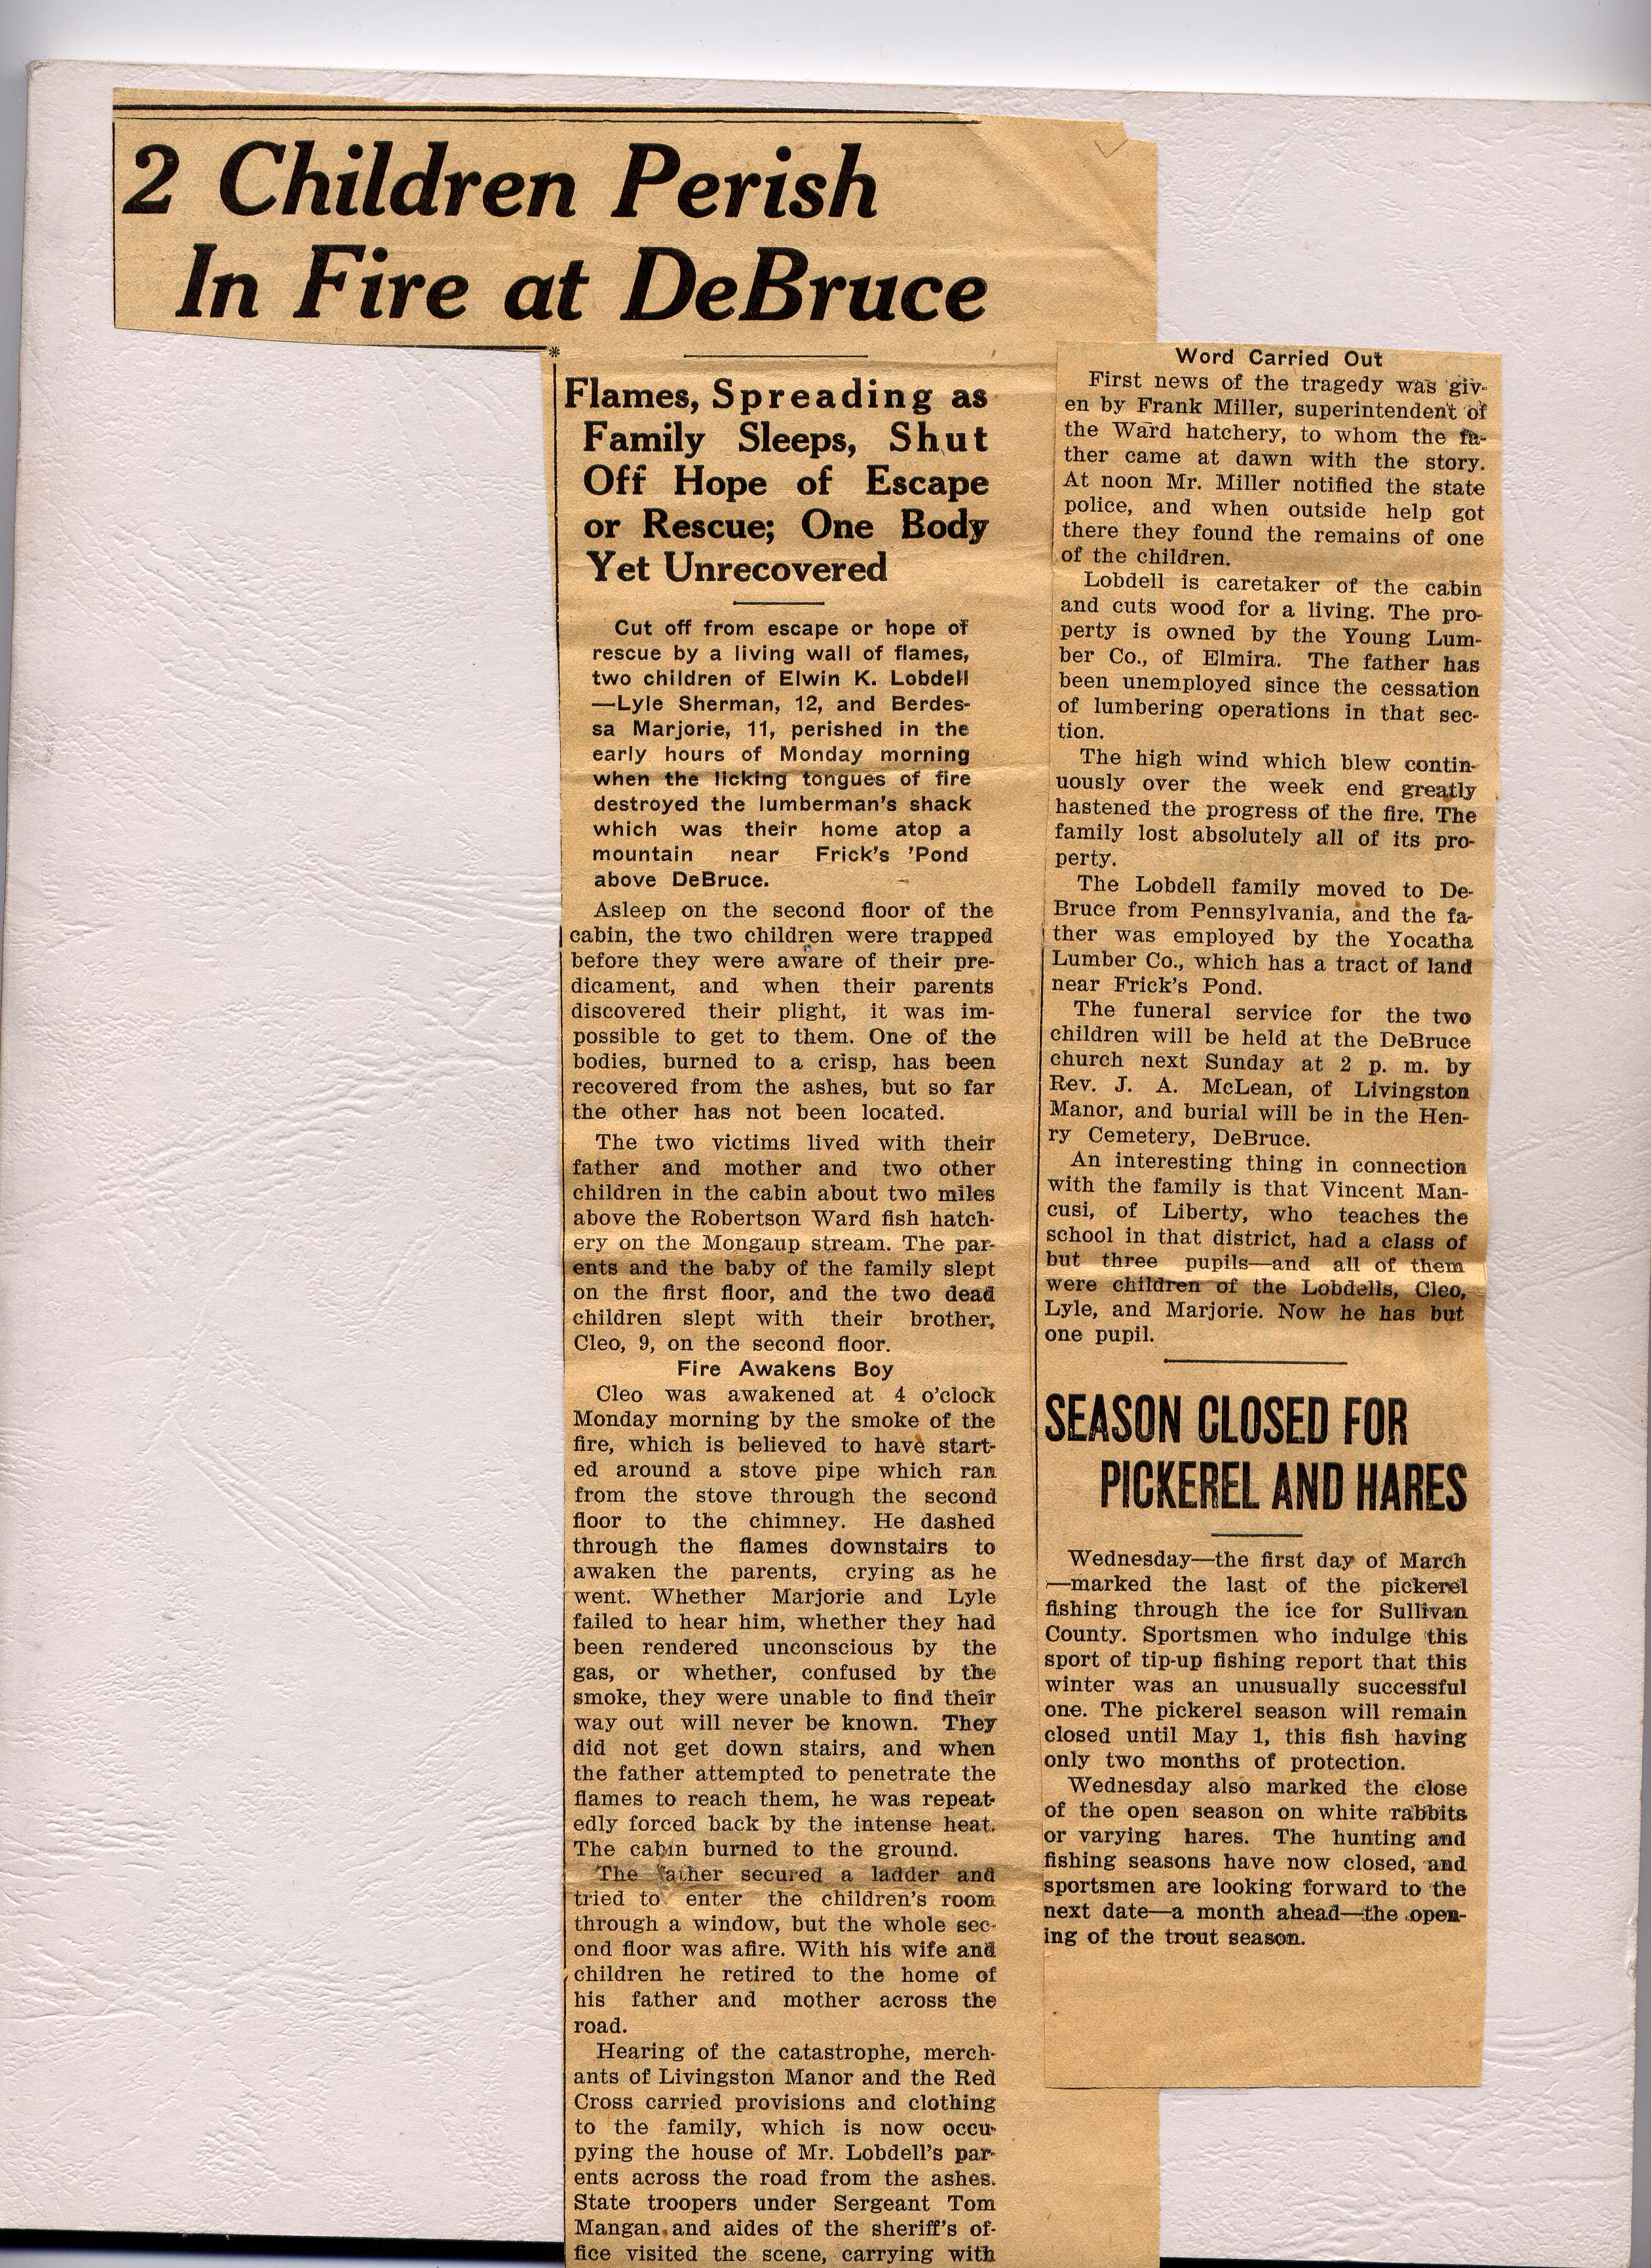 2 Children Perish
In Fire at DeBruce
*
Flames, Spreading as
Family Sleeps, Shut
Off Hope of Escape
or Rescue; One Body
Yet Unrecovered
Cut off from escape or hope of
rescue by a living wall of flames,
two children of Elwin K. Lobdell
—Lyle Sherman, 12, and Berdes-
sa Marjorie, 11, perished in the
early hours of Monday morning
when the licking tongues of fire
destroyed the lumberman's shack
which was their home atop a
mountain near Frick's 'Pond
above DeBruce.
Asleep on the second floor of the
cabin, the two children were trapped
before they were aware of their pre-
dicament, and when their parents
discovered their plight, it was im-
possible to get to them. One of the
bodies, burned to a crisp, has been
recovered from the ashes, but so far
the other has not been located.
The two victims lived with their
father and mother and two other
children in the cabin about two miles
above the Robertson Ward fish hatch-
ery on the Mongaup stream. The par-
ents and the baby of the family slept
on the first floor, and the two dead
children slept with their brother,
Cleo, 9, on the second floor.
Fire Awakens Boy
Cleo was awakened at 4 o'clock
Monday morning by the smoke of the
fire, which is believed to have start-
ed around a stove pipe which ran
from the stove through the second
floor to the chimney. He dashed
through the flames downstairs to
awaken the parents, crying as he
went. Whether Marjorie and Lyle
failed to hear him, whether they had
been rendered unconscious by the
gas, or whether, confused by the
smoke, they were unable to find their
way out will never be known. They
did not get down stairs, and when
the father attempted to penetrate the
flames to reach them, he was repeat-
edly forced back by the intense heat.
The cabin burned to the ground.
The father secured a ladder and
tried to enter the children's room
through a window, but the whole sec-
ond floor was afire. With his wife and
children he retired to the home of
his father and mother across the
road.
Hearing of the catastrophe, merch-
ants of Livingston Manor and the Red
Cross carried provisions and clothing
to the family, which is now occu-
pying the house of Mr. Lobdell's par-
ents across the road from the ashes.
State troopers under Sergeant Tom
Mangan and aides of the sheriff's of-
fice visited the scene, carrying with
Word Carried Out
First news of the tragedy was giv-
en by Frank Miller, superintendent of
the Ward hatchery, to whom the fa-
ther came at dawn with the story.
At noon Mr. Miller notified the state
police, and when outside help got
there they found the remains of one
of the children.
Lobdell is caretaker of the cabin
and cuts wood for a living. The pro-
perty is owned by the Young Lum-
ber Co., of Elmira. The father has
been unemployed since the cessation
of lumbering operations in that sec-
tion.
The high wind which blew contin-
uously over the week end greatly
hastened the progress of the fire. The
family lost absolutely all of its pro-
perty.
The Lobdell family moved to De-
Bruce from Pennsylvania, and the fa-
ther was employed by the Yocatha
Lumber Co., which has a tract of land
near Frick's Pond.
The funeral service for the two
children will be held at the DeBruce
church next Sunday at 2 p. m. by
Rev. J. A. McLean, of Livingston
Manor, and burial will be in the Hen-
ry Cemetery, DeBruce.
An interesting thing in connection
with the family is that Vincent Man-
cusi, of Liberty, who teaches the
school in that district, had a class of
but three pupils—and all of them
were children of the Lobdells, Cleo,
Lyle, and Marjorie. Now he has but
one pupil.
SEASON CLOSED FOR
PICKEREL AND HARES
Wednesday—the first day of March
—marked the last of the pickerel
fishing through the ice for Sullivan
County. Sportsmen who indulge this
sport of tip-up fishing report that this
winter was an unusually successful
one. The pickerel season will remain
closed until May 1, this fish having
only two months of protection.
Wednesday also marked the close
of the open season on white rabbits
or varying hares. The hunting and
fishing seasons have now closed, and
sportsmen are looking forward to the
next date—a month ahead—the open-
ing of the trout season.